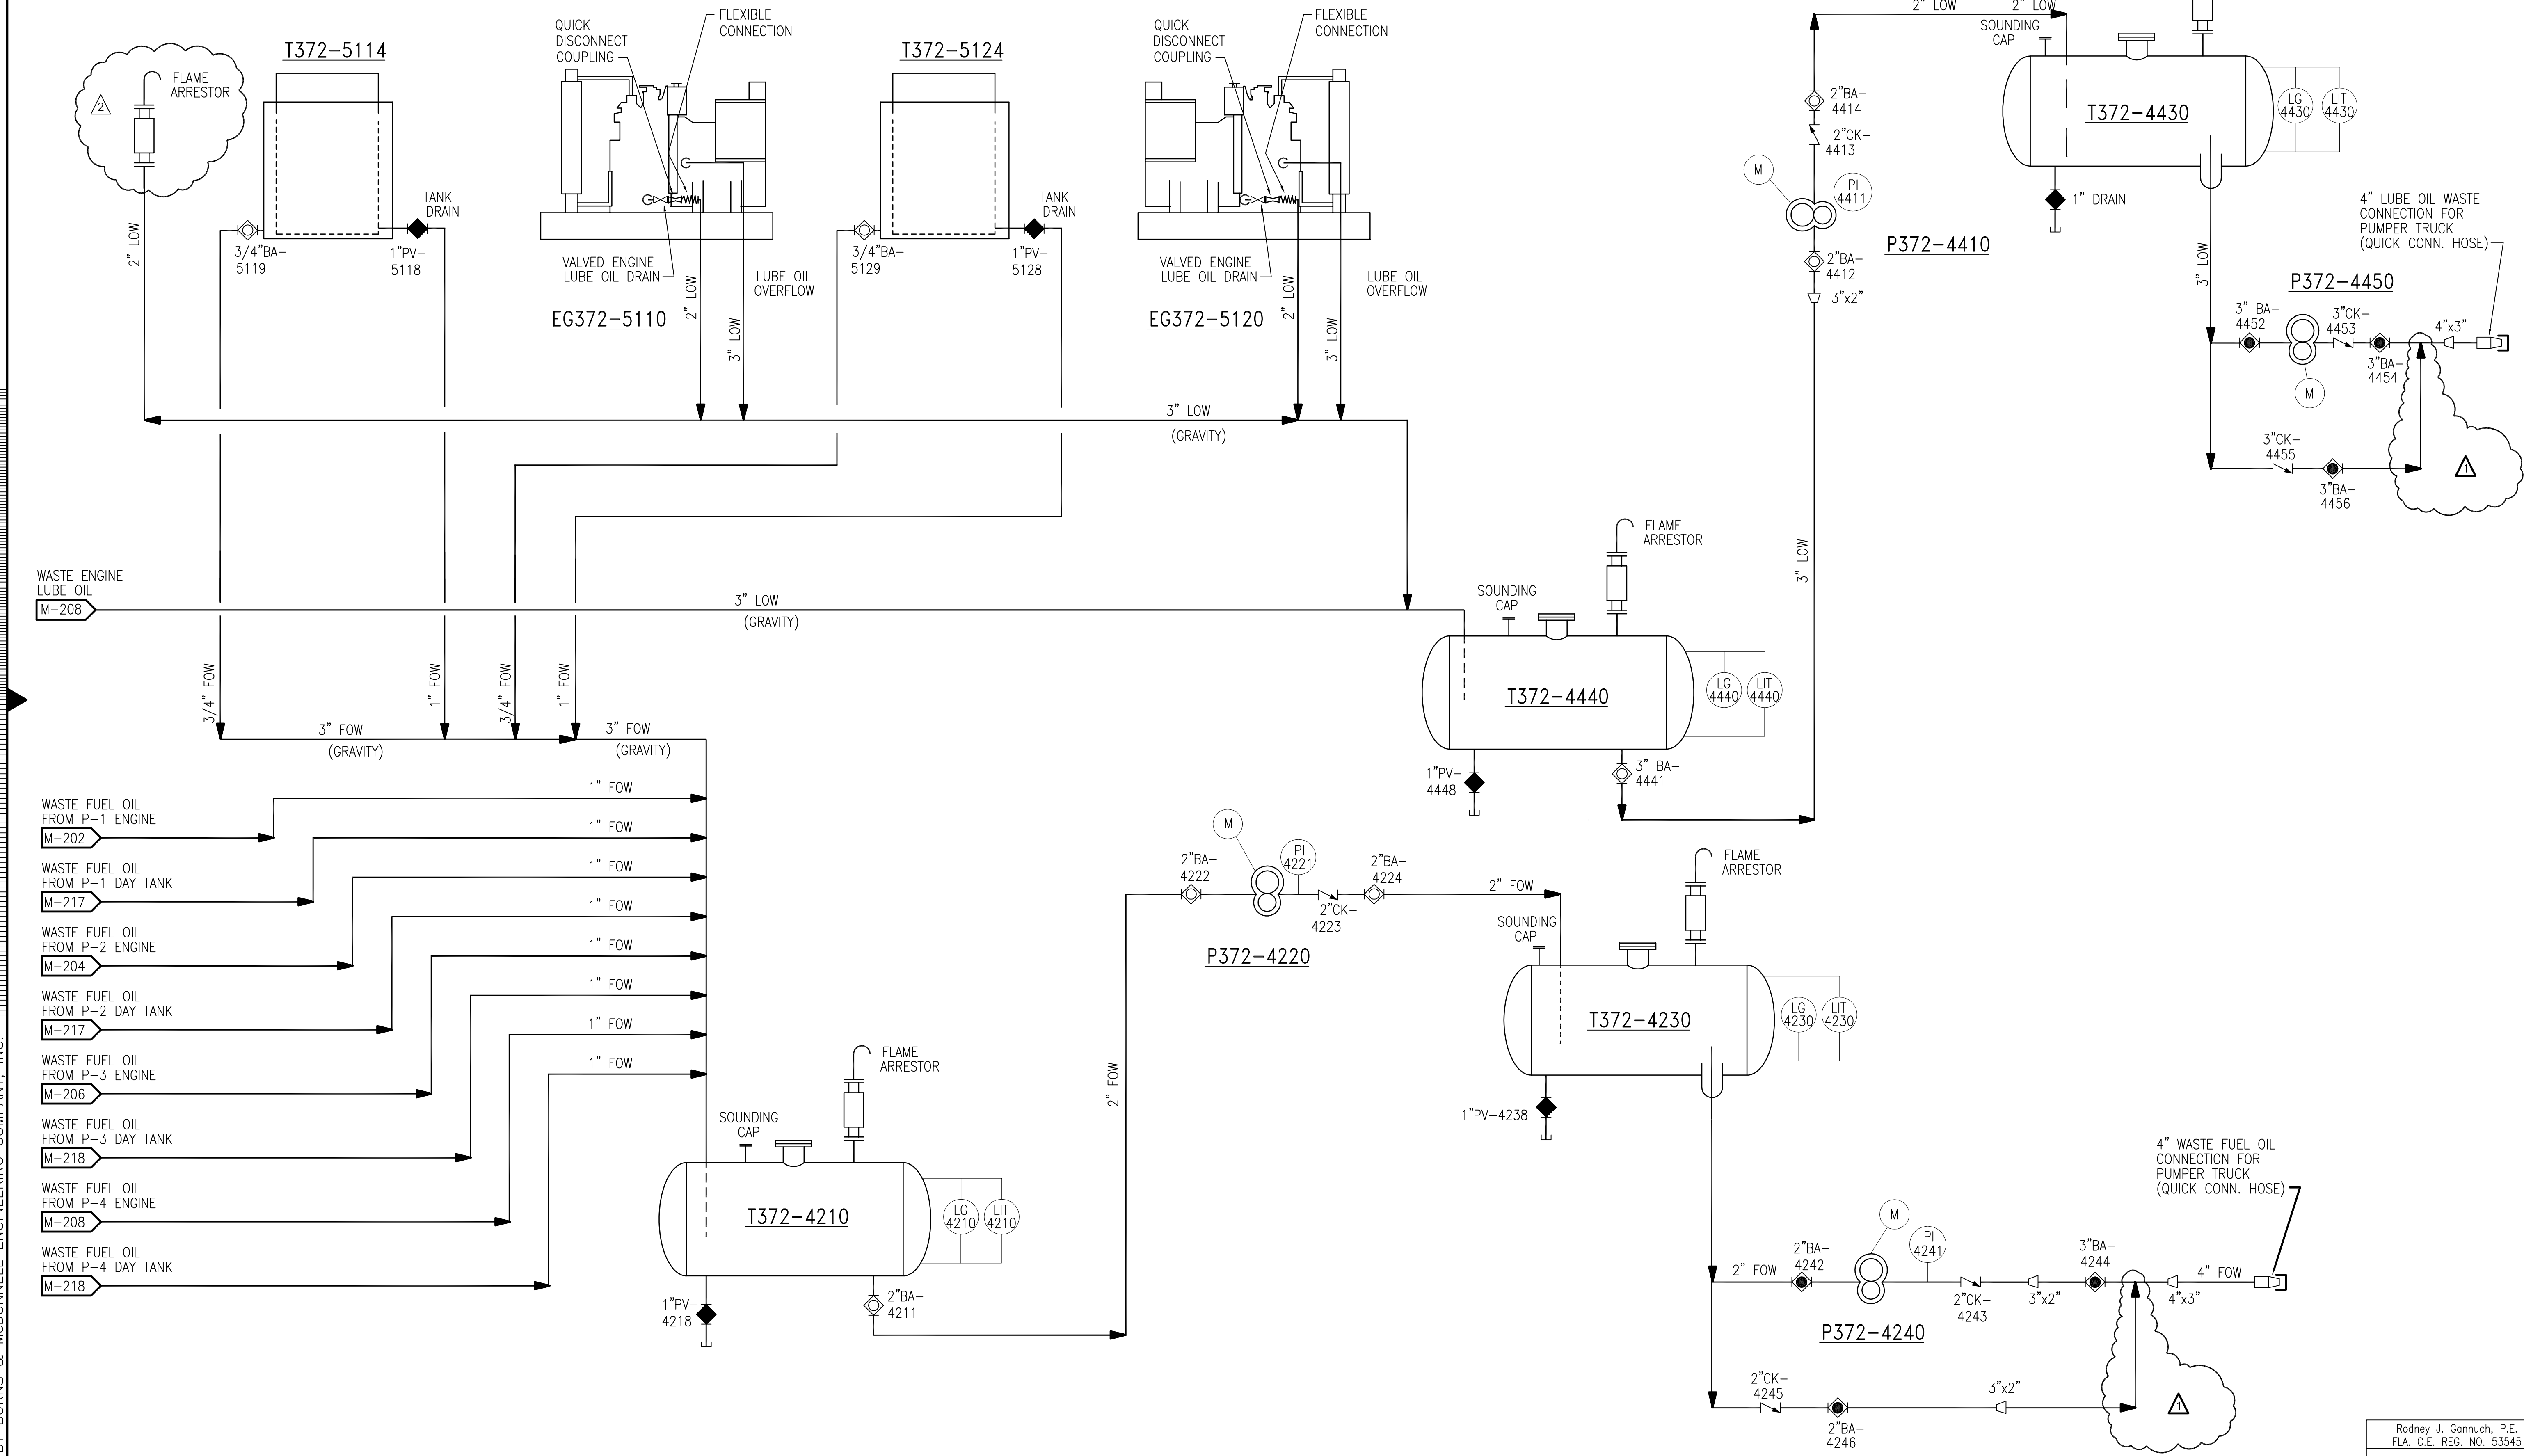 2" LOW
2" LOW
FLEXIBLE
CONNECTION
QUICK
DISCONNECT
COUPLING
T372-5114
FLAME
ARRESTOR
2
TANK
DRAIN
2" LOW
3/4"BA-
5119
1"PV-
5118
VALVED ENGINE
LUBE OIL DRAIN
LUBE OIL
OVERFLOW
EG372-5110
2" LOW
3" LOW
T372-5124
TANK
DRAIN
3/4"BA-
5129
1"PV-
5128
FLEXIBLE
CONNECTION
QUICK
DISCONNECT
COUPLING
VALVED ENGINE
LUBE OIL DRAIN
LUBE OIL
OVERFLOW
EG372-5120
2" LOW
3" LOW
SOUNDING
CAP
T372-4430
LG
4430
LIT
4430
2"BA-
4414
2"CK-
4413
M
PI
4411
P372-4410
2"BA-
4412
3"x2"
1" DRAIN
3" LOW
4" LUBE OIL WASTE
CONNECTION FOR
PUMPER TRUCK
(QUICK CONN. HOSE)
P372-4450
3" BA-
4452
3"CK-
4453
4"x3"
3"BA-
4454
M
3"CK-
4455
3"BA-
4456
1
3" LOW
(GRAVITY)
WASTE ENGINE
LUBE OIL
M-208
3" LOW
(GRAVITY)
3" LOW
FLAME
ARRESTOR
SOUNDING
CAP
T372-4440
LG
4440
LIT
4440
1"PV-
4448
3" BA-
4441
3/4" FOW
1" FOW
3/4" FOW
1" FOW
3" FOW
(GRAVITY)
3" FOW
(GRAVITY)
WASTE FUEL OIL
FROM P-1 ENGINE
M-202
1" FOW
WASTE FUEL OIL
FROM P-1 DAY TANK
M-217
1" FOW
WASTE FUEL OIL
FROM P-2 ENGINE
M-204
1" FOW
WASTE FUEL OIL
FROM P-2 DAY TANK
M-217
1" FOW
WASTE FUEL OIL
FROM P-3 ENGINE
M-206
1" FOW
WASTE FUEL OIL
FROM P-3 DAY TANK
M-218
1" FOW
WASTE FUEL OIL
FROM P-4 ENGINE
M-208
1" FOW
WASTE FUEL OIL
FROM P-4 DAY TANK
M-218
1" FOW
FLAME
ARRESTOR
SOUNDING
CAP
T372-4210
LG
4210
LIT
4210
1"PV-
4218
2"BA-
4211
2" FOW
M
2"BA-
4222
PI
4221
2"BA-
4224
2"CK-
4223
2" FOW
P372-4220
FLAME
ARRESTOR
SOUNDING
CAP
T372-4230
LG
4230
LIT
4230
1"PV-4238
4" WASTE FUEL OIL
CONNECTION FOR
PUMPER TRUCK
(QUICK CONN. HOSE)
M
2" FOW
2"BA-
4242
PI
4241
3"BA-
4244
4" FOW
2"CK-
4243
3"x2"
4"x3"
P372-4240
2"CK-
4245
3"x2"
2"BA-
4246
1
BURNS & McDONNELL ENGINEERING COMPANY, INC.
Rodney J. Gannuch, P.E.
FLA. C.E. REG. NO. 53545